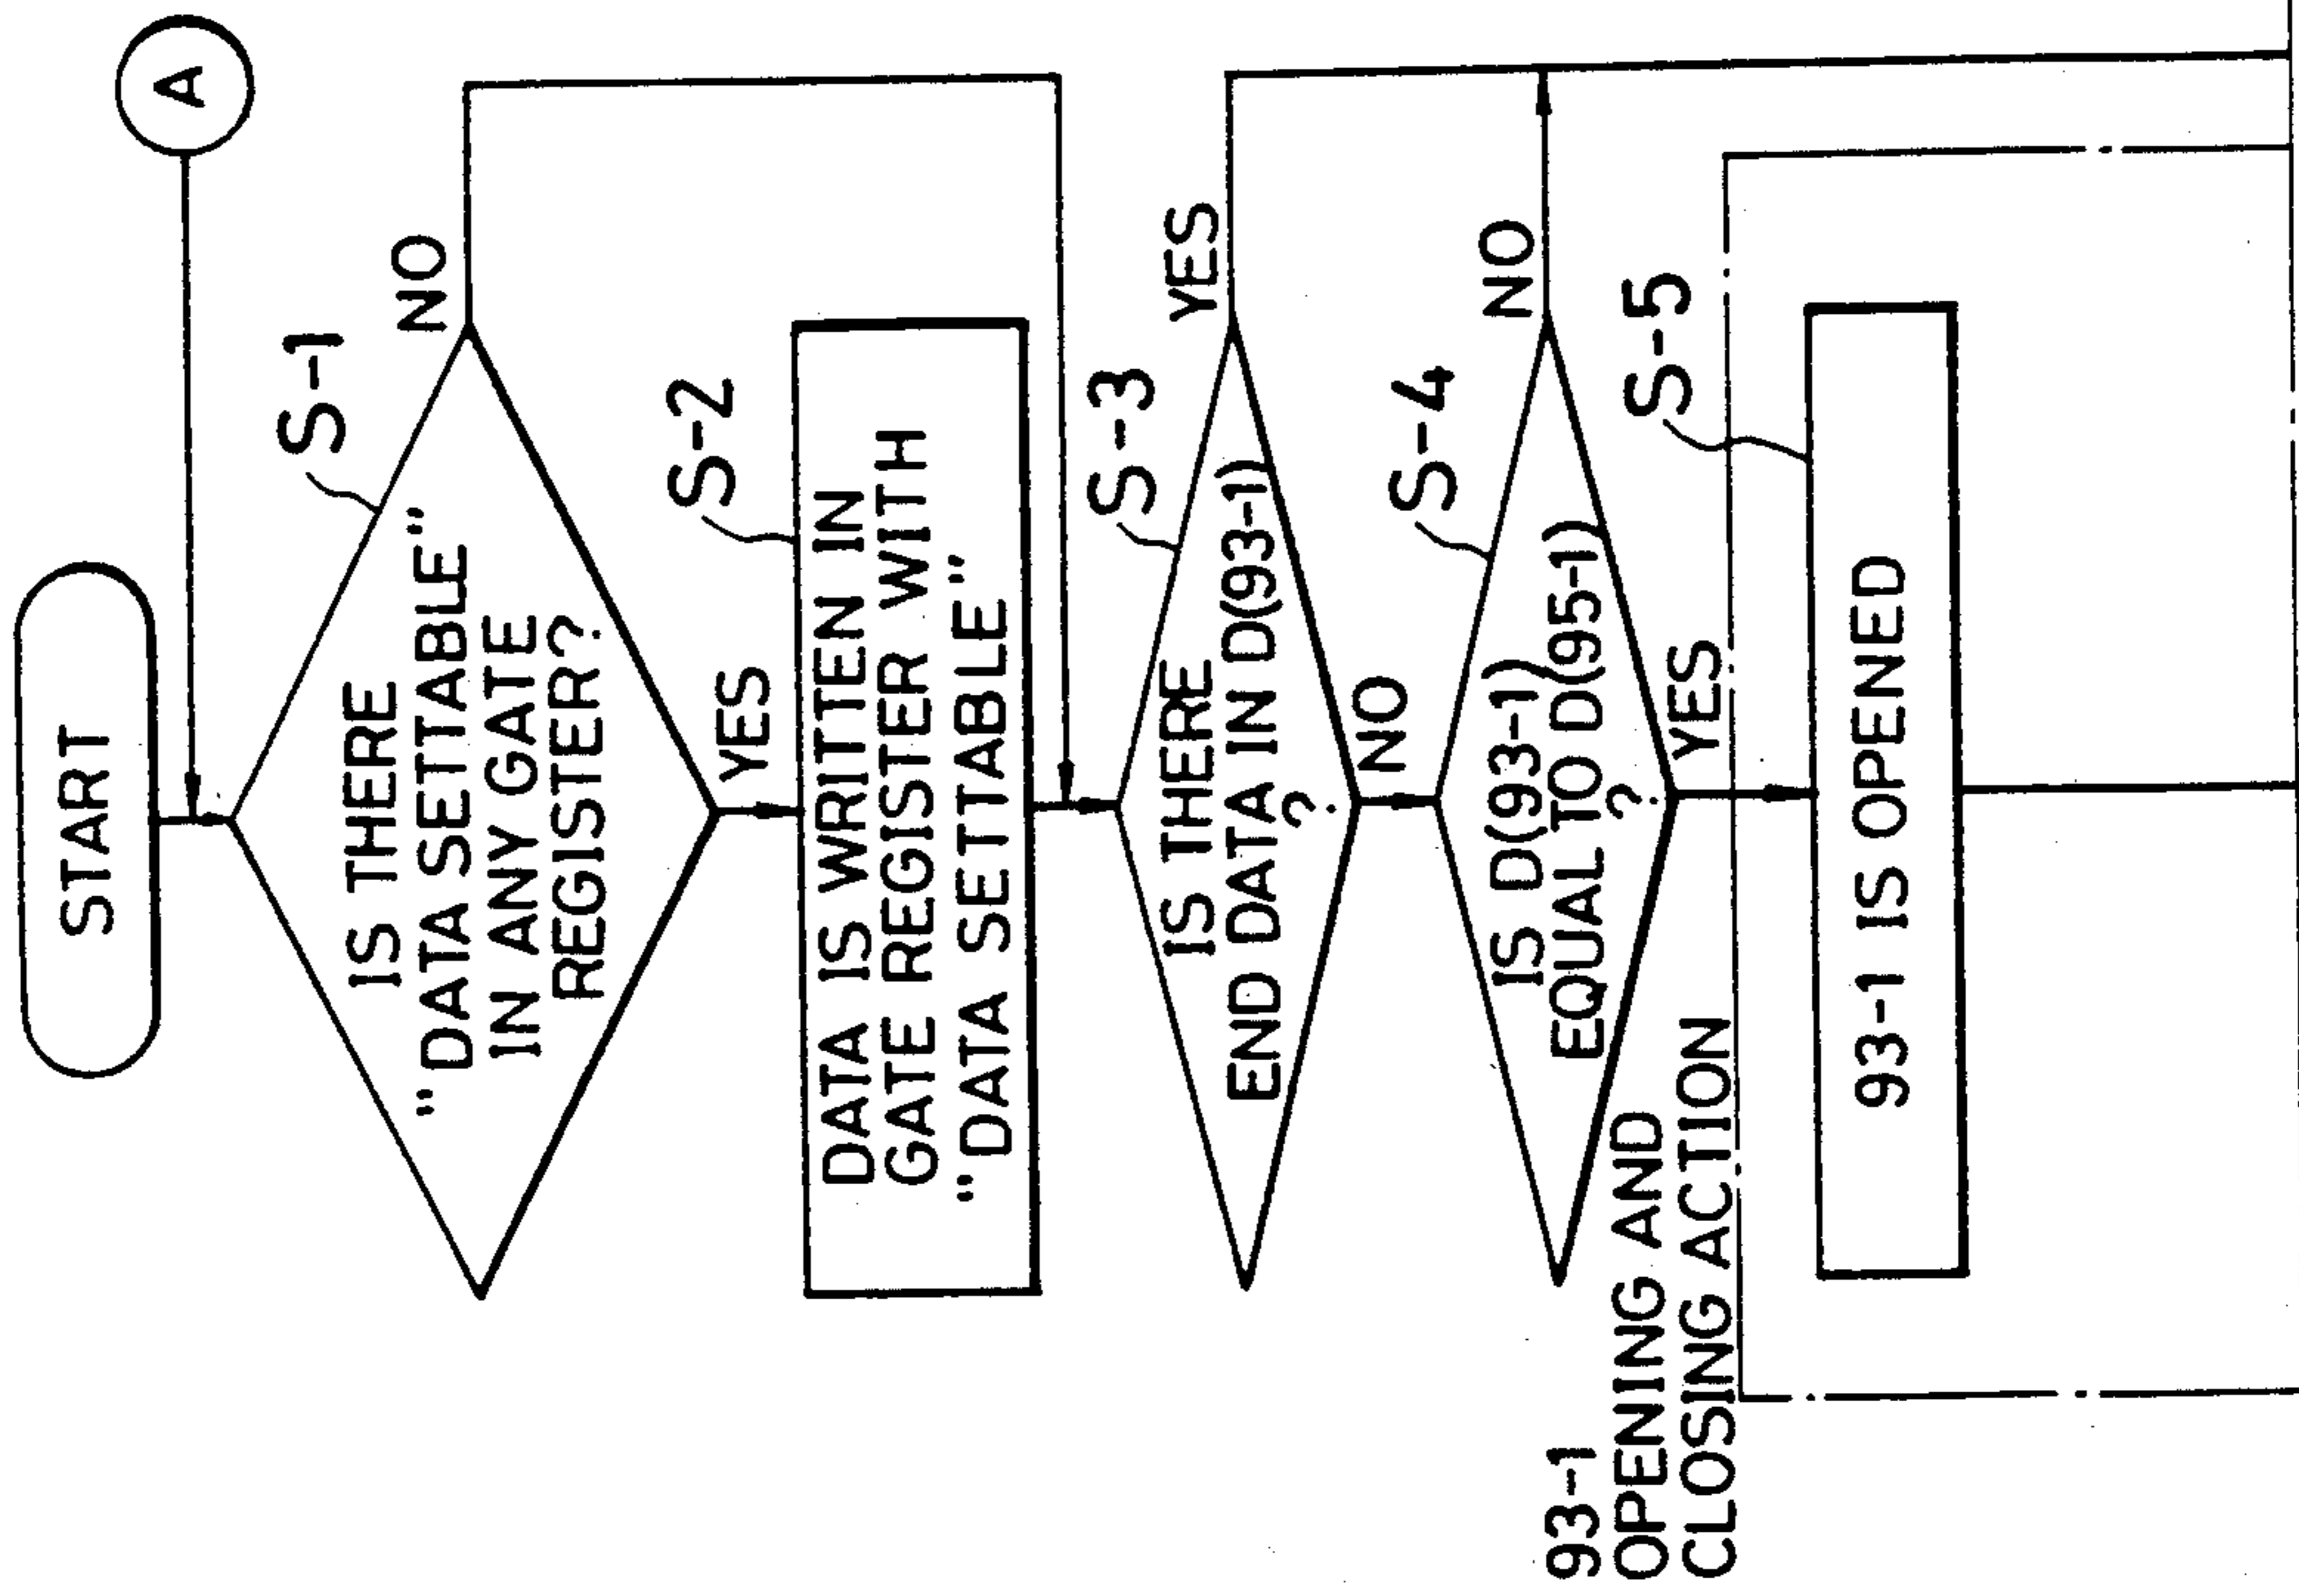 START
A
S-1
IS THERE
"DATA SETTABLE"
IN ANY GATE
REGISTER?
NO
YES
S-2
DATA IS WRITTEN IN
GATE REGISTER WITH
"DATA SETTABLE"
S-3
IS THERE
END DATA IN D(93-1)
?
YES
NO
S-4
IS D(93-1)
EQUAL TO D(95-1)
?
NO
YES
93-1
OPENING AND
CLOSING ACTION
S-5
93-1 IS OPENED